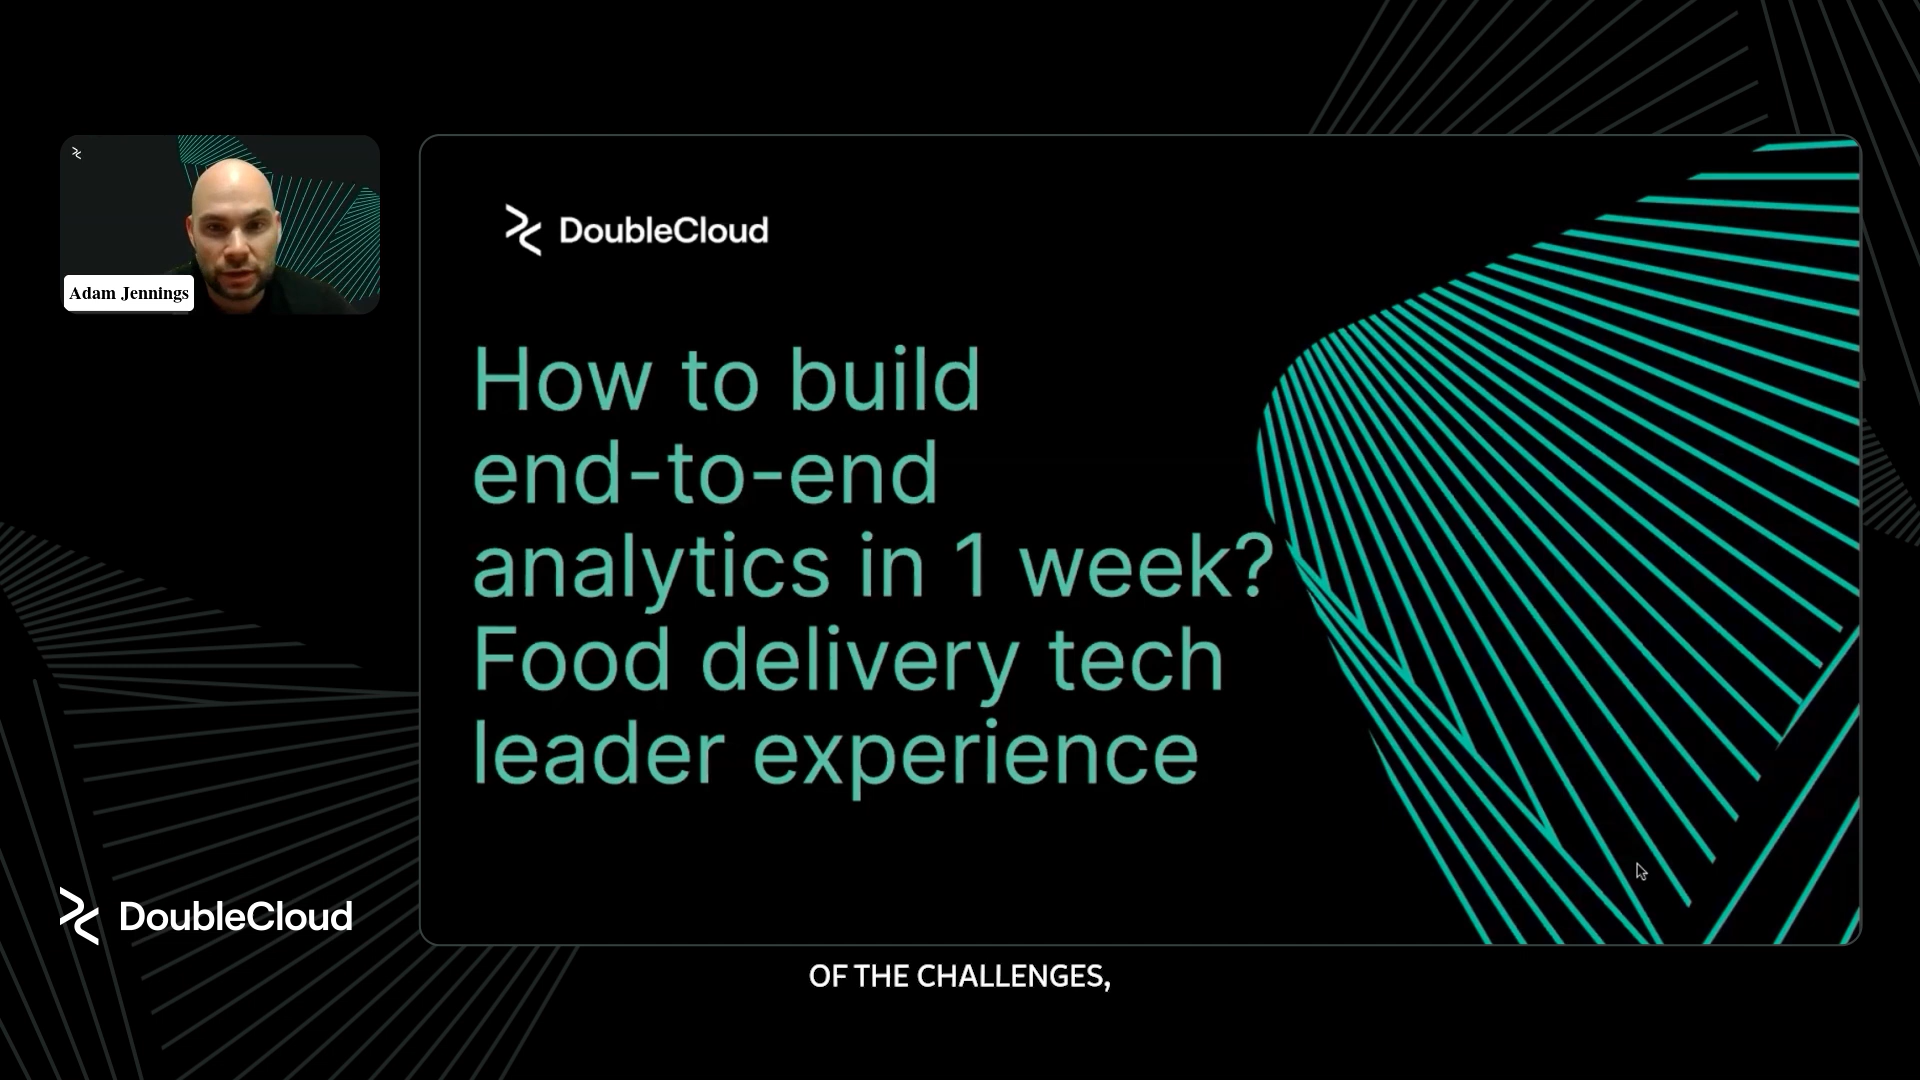 Adam Jennings
DoubleCloud
How to build
end-to-end
analytics in 1 week?
Food delivery tech
leader experience
DoubleCloud
OF THE CHALLENGES,